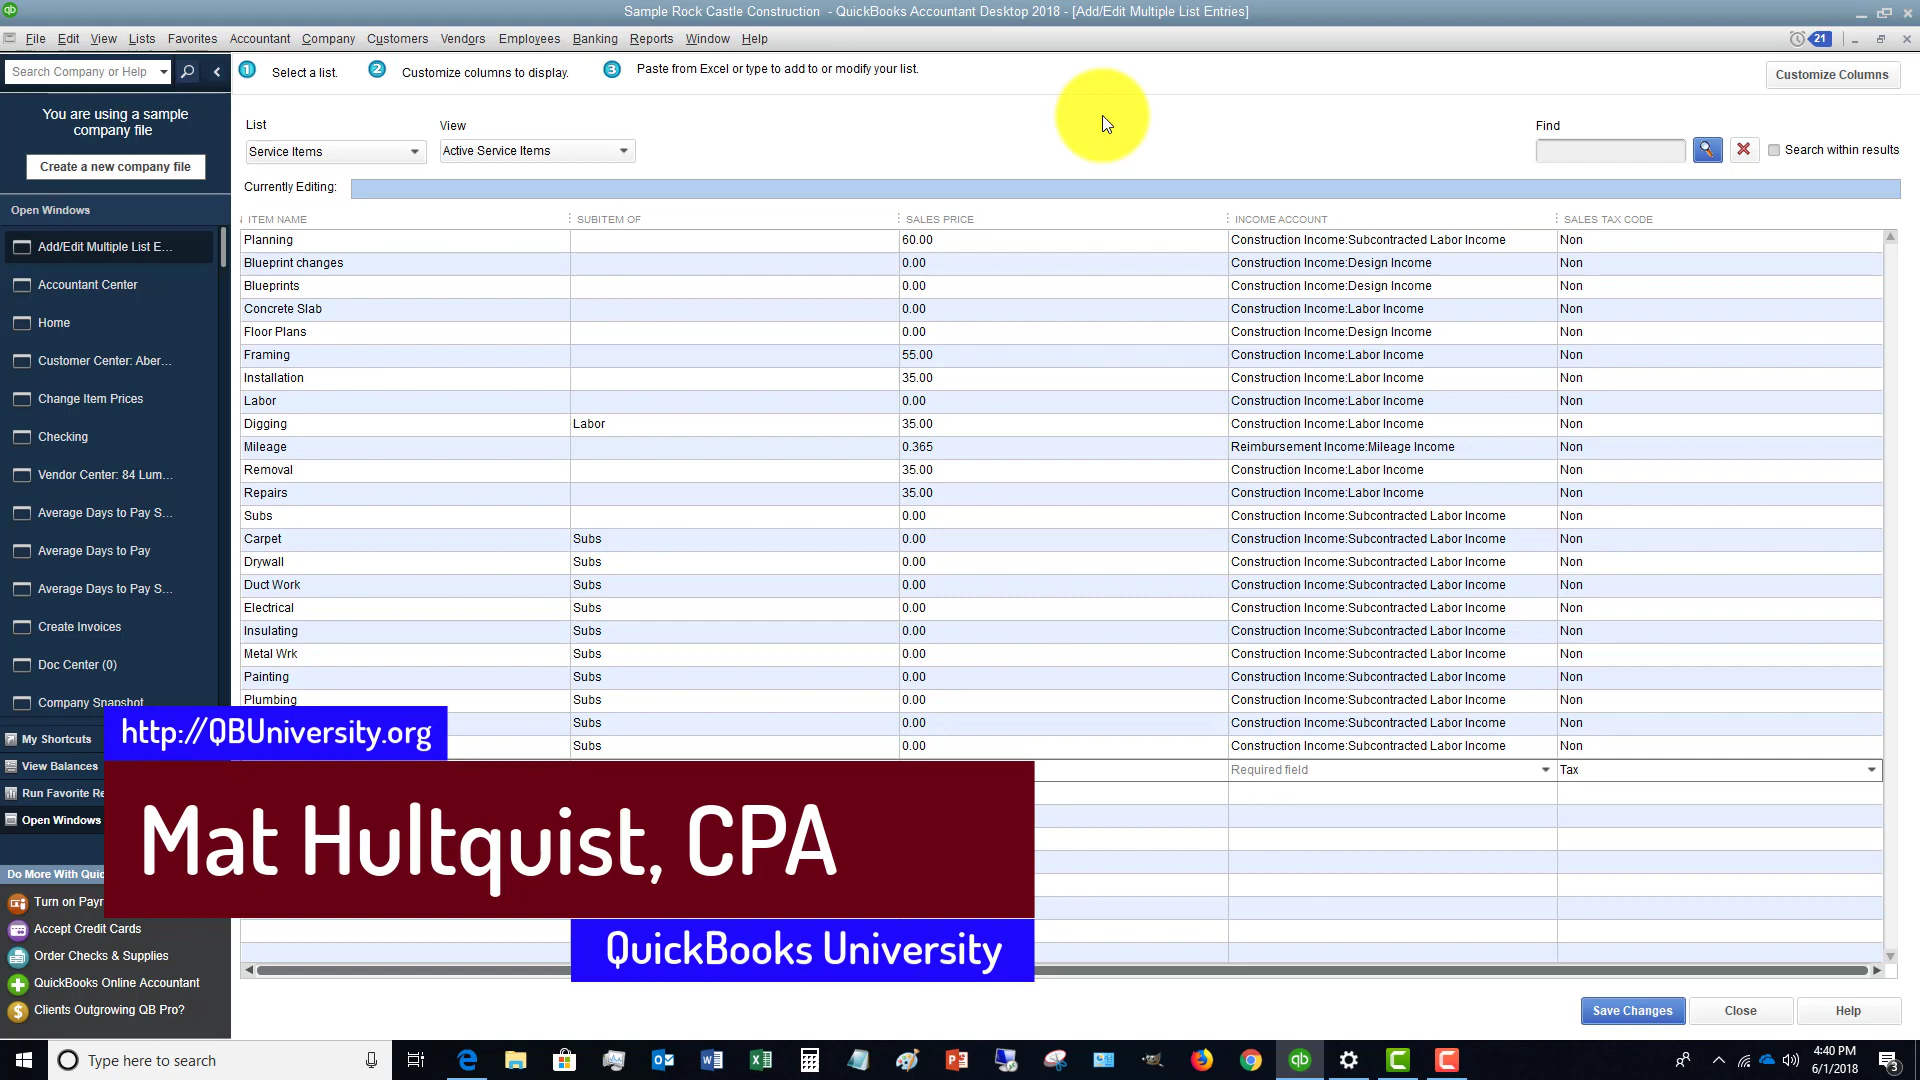 Sample Rock Castle Construction - QuickBooks Accountant Desktop 2018 - [Add/Edit Multiple List Entries]
File Edit View Lists Favorites Accountant Company Customers Vendors Employees Banking Reports Window Help
21
Search Company or Help
1 Select a list. 2 Customize columns to display. 3 Paste from Excel or type to add to or modify your list.
Customize Columns
You are using a sample
company file
Create a new company file
Open Windows
Add/Edit Multiple List E...
Accountant Center
Home
Customer Center: Aber...
Change Item Prices
Checking
Vendor Center: 84 Lum...
Average Days to Pay S...
Average Days to Pay
Average Days to Pay S...
Create Invoices
Doc Center (0)
Company Snapshot
My Shortcuts
View Balances
Run Favorite Re
Open Windows
Do More With Quic
Turn on Payr
Accept Credit Cards
Order Checks & Supplies
QuickBooks Online Accountant
Clients Outgrowing QB Pro?
List View Find
Service Items Active Service Items Search within results
Currently Editing:
ITEM NAME SUBITEM OF SALES PRICE INCOME ACCOUNT SALES TAX CODE
Planning 60.00 Construction Income:Subcontracted Labor Income Non
Blueprint changes 0.00 Construction Income:Design Income Non
Blueprints 0.00 Construction Income:Design Income Non
Concrete Slab 0.00 Construction Income:Labor Income Non
Floor Plans 0.00 Construction Income:Design Income Non
Framing 55.00 Construction Income:Labor Income Non
Installation 35.00 Construction Income:Labor Income Non
Labor 0.00 Construction Income:Labor Income Non
Digging Labor 35.00 Construction Income:Labor Income Non
Mileage 0.365 Reimbursement Income:Mileage Income Non
Removal 35.00 Construction Income:Labor Income Non
Repairs 35.00 Construction Income:Labor Income Non
Subs 0.00 Construction Income:Subcontracted Labor Income Non
Carpet Subs 0.00 Construction Income:Subcontracted Labor Income Non
Drywall Subs 0.00 Construction Income:Subcontracted Labor Income Non
Duct Work Subs 0.00 Construction Income:Subcontracted Labor Income Non
Electrical Subs 0.00 Construction Income:Subcontracted Labor Income Non
Insulating Subs 0.00 Construction Income:Subcontracted Labor Income Non
Metal Wrk Subs 0.00 Construction Income:Subcontracted Labor Income Non
Painting Subs 0.00 Construction Income:Subcontracted Labor Income Non
Plumbing Subs 0.00 Construction Income:Subcontracted Labor Income Non
Subs 0.00 Construction Income:Subcontracted Labor Income Non
Subs 0.00 Construction Income:Subcontracted Labor Income Non
Required field Tax
http://QBUniversity.org
Mat Hultquist, CPA
QuickBooks University
Save Changes Close Help
Type here to search
4:40 PM
6/1/2018
3